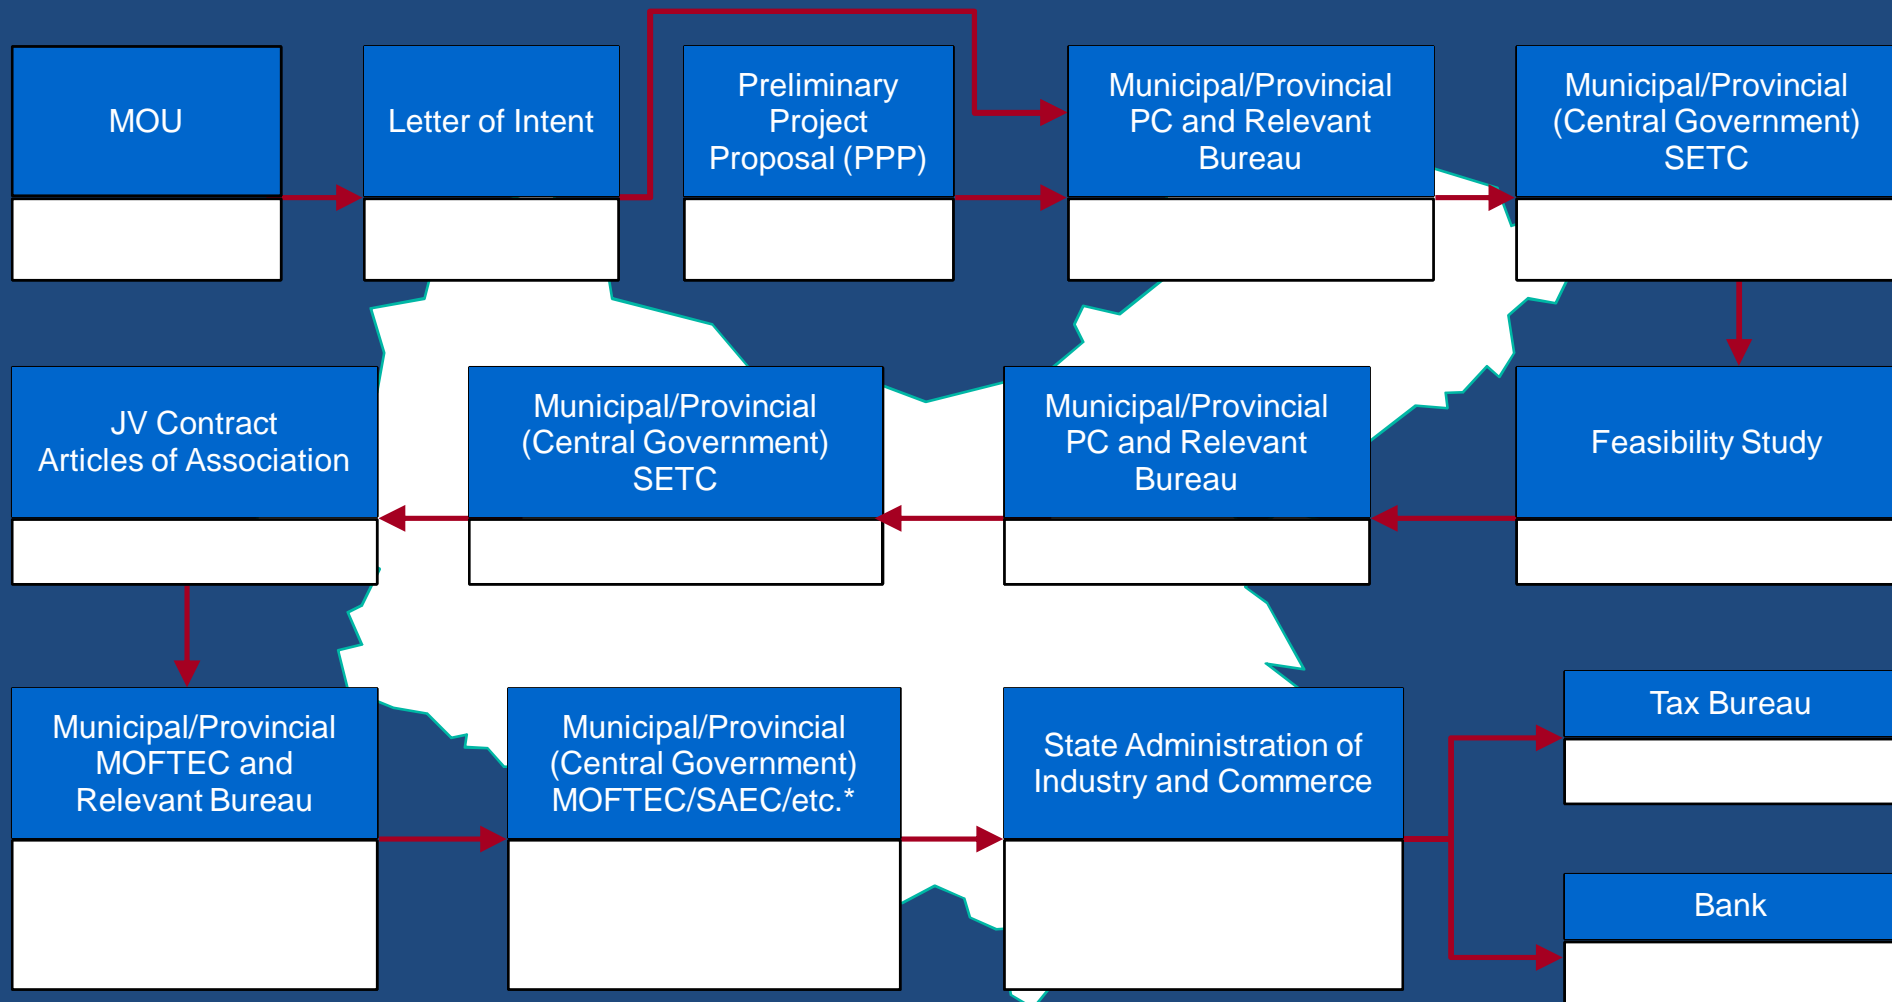 MOU
Letter of Intent
Preliminary
Project
Proposal (PPP)
Municipal/Provincial
PC and Relevant
Bureau
Municipal/Provincial
(Central Government)
SETC
JV Contract
Articles of Association
Municipal/Provincial
(Central Government)
SETC
Municipal/Provincial
PC and Relevant
Bureau
Feasibility Study
Municipal/Provincial
MOFTEC and
Relevant Bureau
Municipal/Provincial
(Central Government)
MOFTEC/SAEC/etc.*
State Administration of
Industry and Commerce
Tax Bureau
Bank